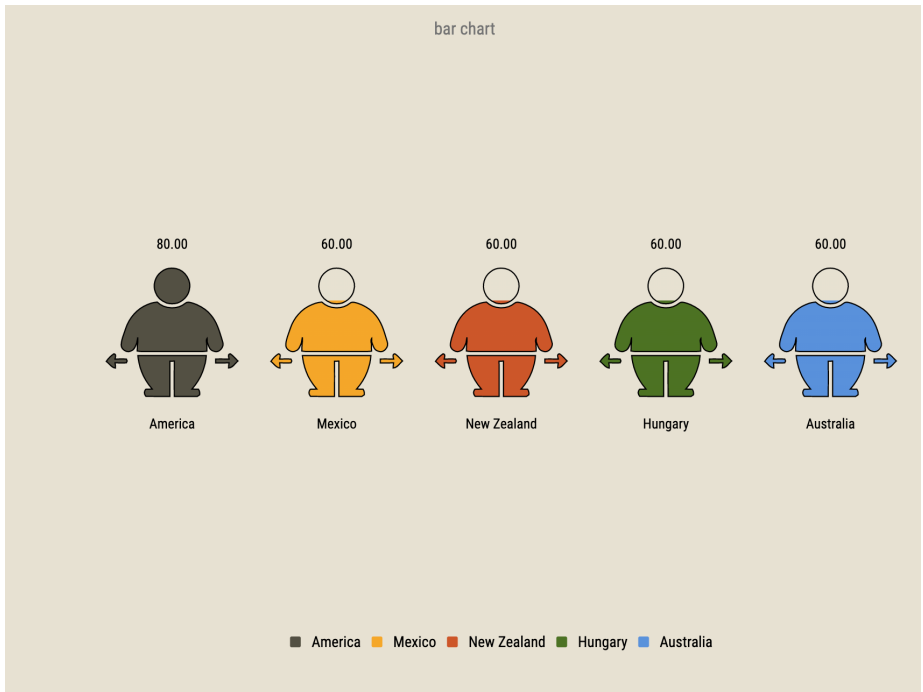 bar chart
80.00 60.00 60.00 60.00 60.00
America Mexico New Zealand Hungary Australia
America Mexico New Zealand Hungary Australia